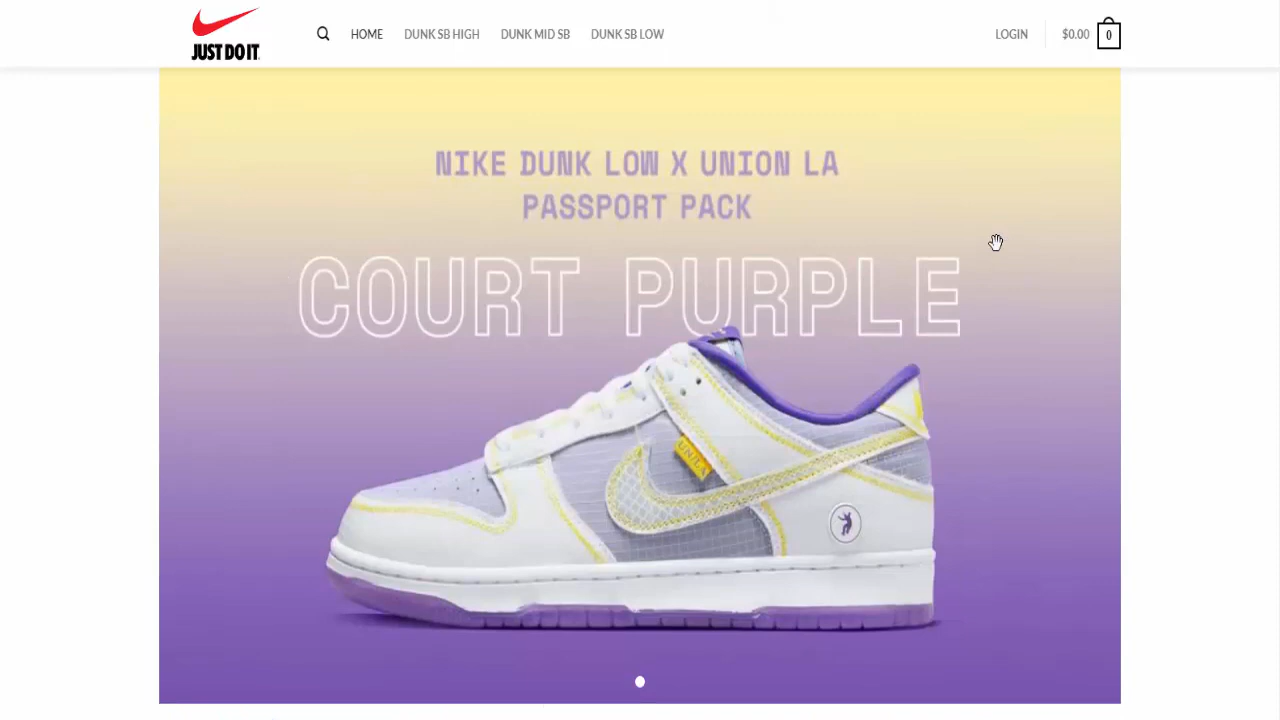 JUST DO IT.
HOME
DUNK SB HIGH
DUNK MID SB
DUNK SB LOW
LOGIN
$0.00
0
NIKE DUNK LOW X UNION LA
PASSPORT PACK
COURT PURPLE
UNILA